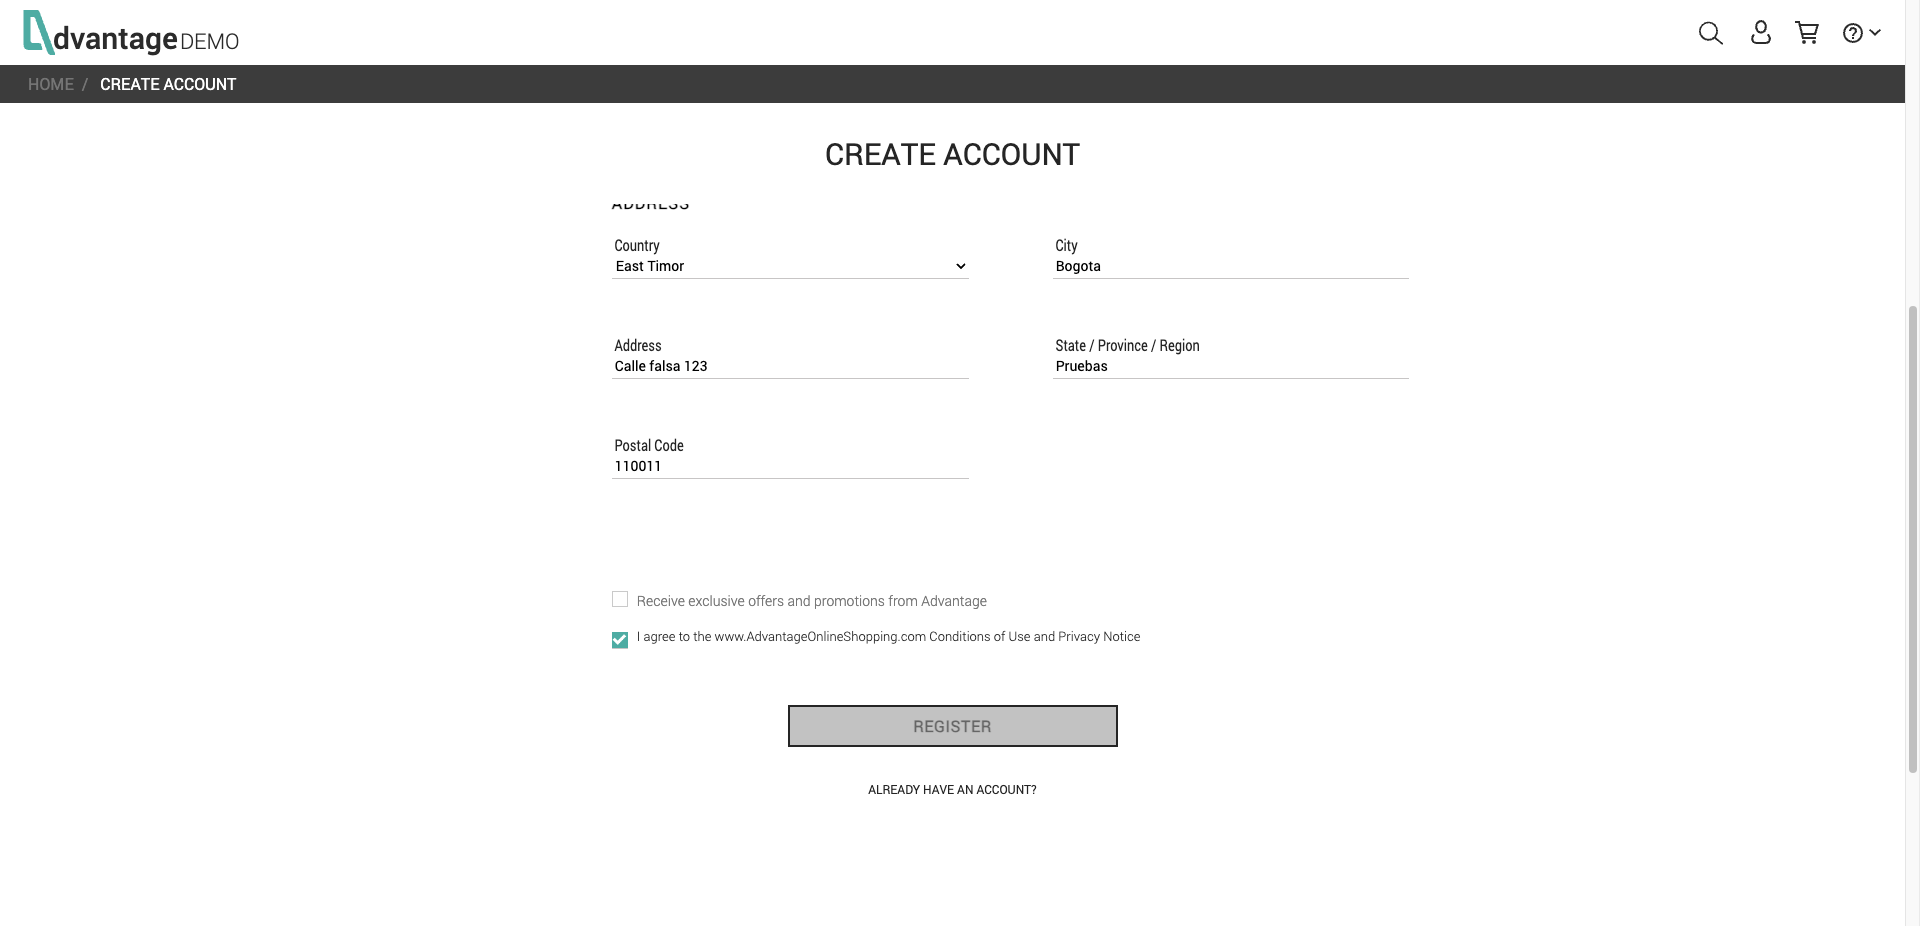 dvantage DEMO
HOME / CREATE ACCOUNT
CREATE ACCOUNT
ADDRESS
Country
East Timor
City
Bogota
Address
Calle falsa 123
State / Province / Region
Pruebas
Postal Code
110011
Receive exclusive offers and promotions from Advantage
I agree to the www.AdvantageOnlineShopping.com Conditions of Use and Privacy Notice
REGISTER
ALREADY HAVE AN ACCOUNT?